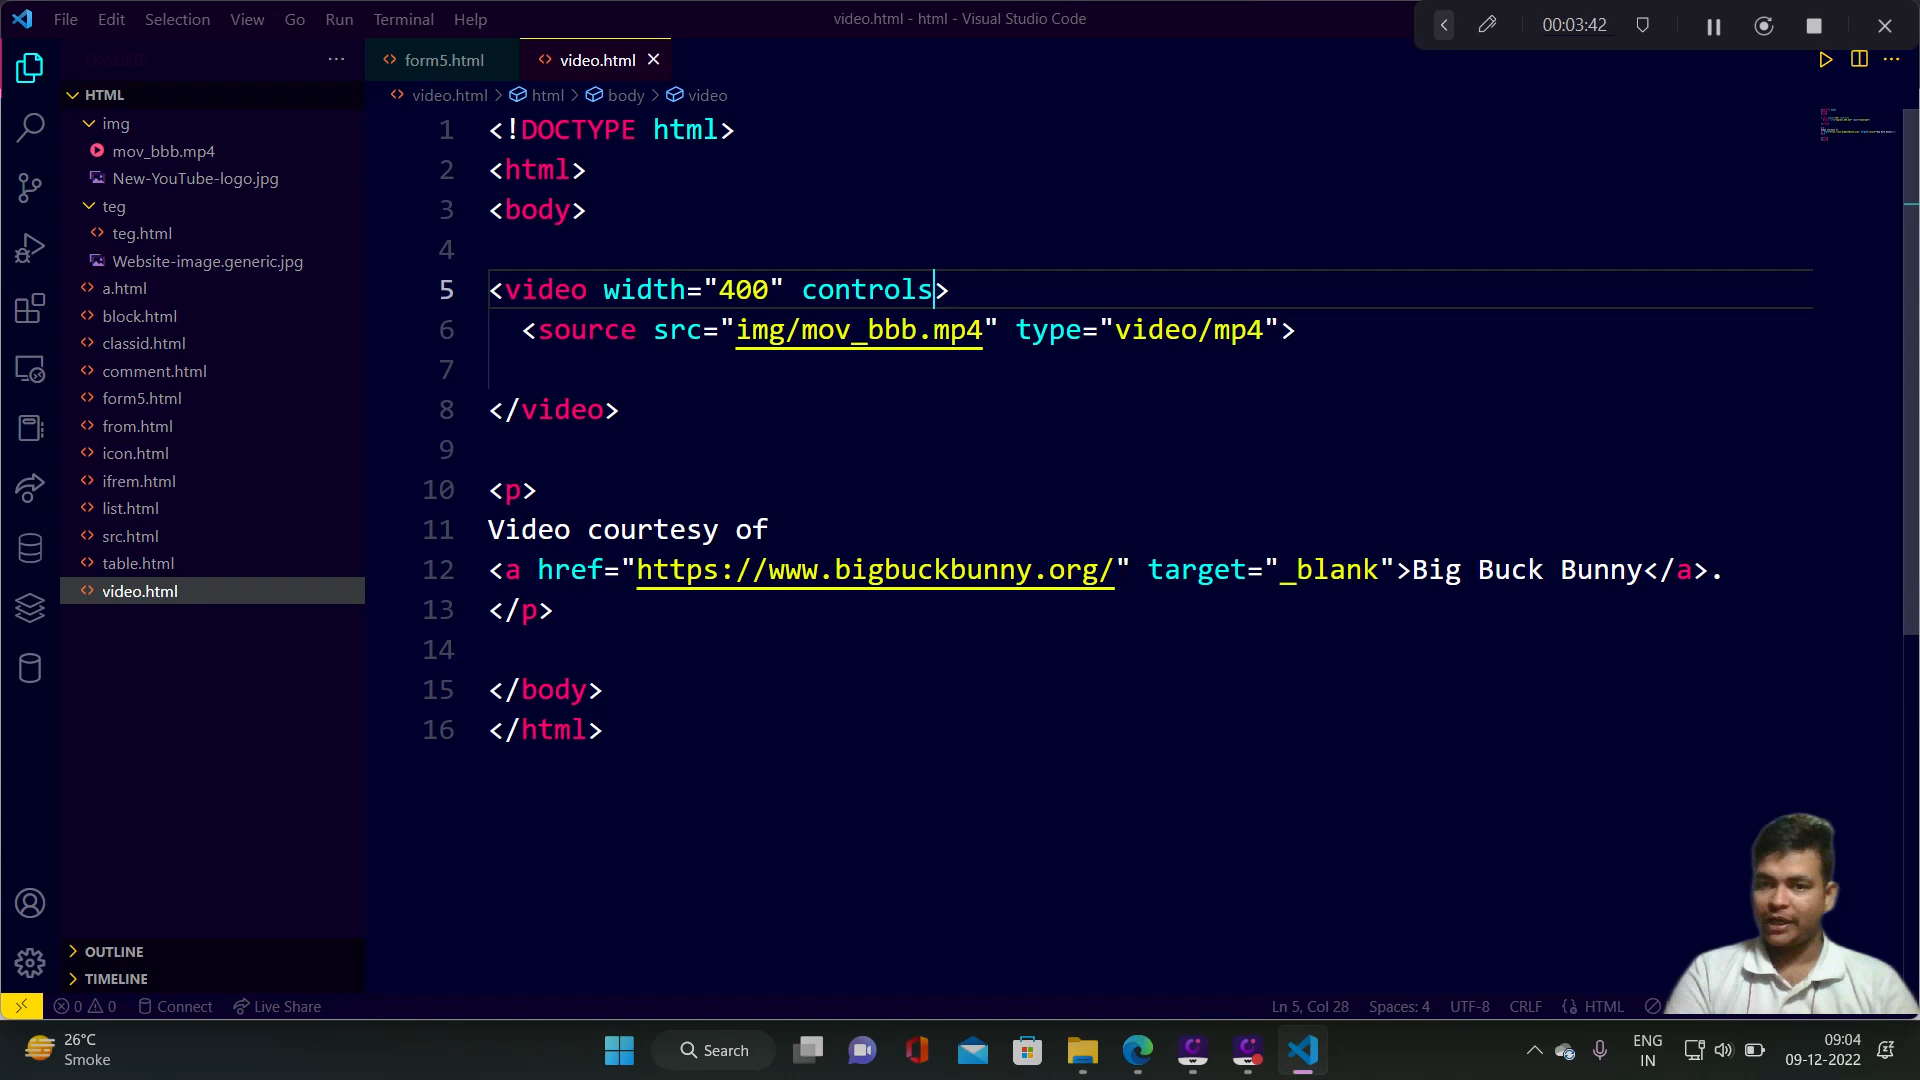 File Edit Selection View Go Run Terminal Help
video.html - html - Visual Studio Code
00:03:42
EXPLORER
form5.html
video.html
HTML
video.html > html > body > video
img
mov_bbb.mp4
New-YouTube-logo.jpg
teg
teg.html
Website-image.generic.jpg
a.html
block.html
classid.html
comment.html
form5.html
from.html
icon.html
ifrem.html
list.html
src.html
table.html
video.html
OUTLINE
TIMELINE
1 <!DOCTYPE html>
2 <html>
3 <body>
4
5 <video width="400" controls>
6 <source src="img/mov_bbb.mp4" type="video/mp4">
7
8 </video>
9
10 <p>
11 Video courtesy of
12 <a href="https://www.bigbuckbunny.org/" target="_blank">Big Buck Bunny</a>.
13 </p>
14
15 </body>
16 </html>
0 0 Connect Live Share
Ln 5, Col 28 Spaces: 4 UTF-8 CRLF {} HTML
26°C
Smoke
Search
ENG
IN
09:04
09-12-2022